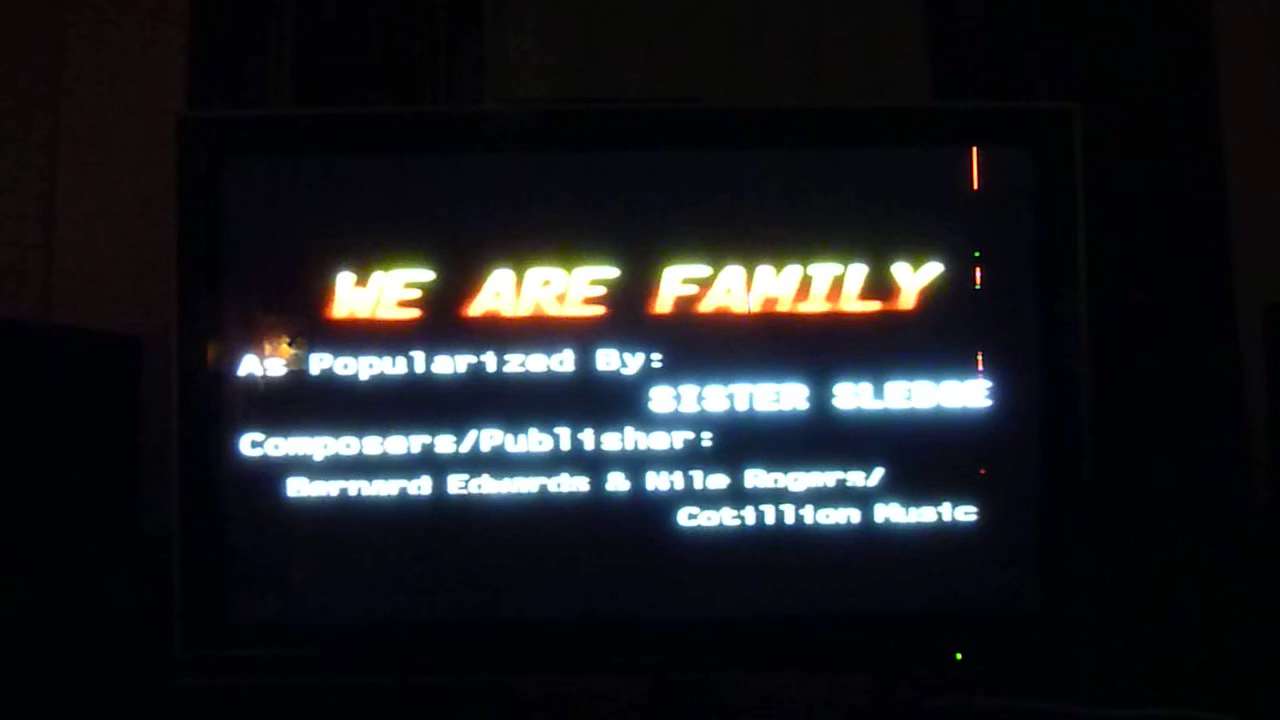 WE ARE FAMILY
As Popularized By:
SISTER SLEDGE
Composers/Publisher:
Bernard Edwards & Nile Rogers/
Cotillion Music